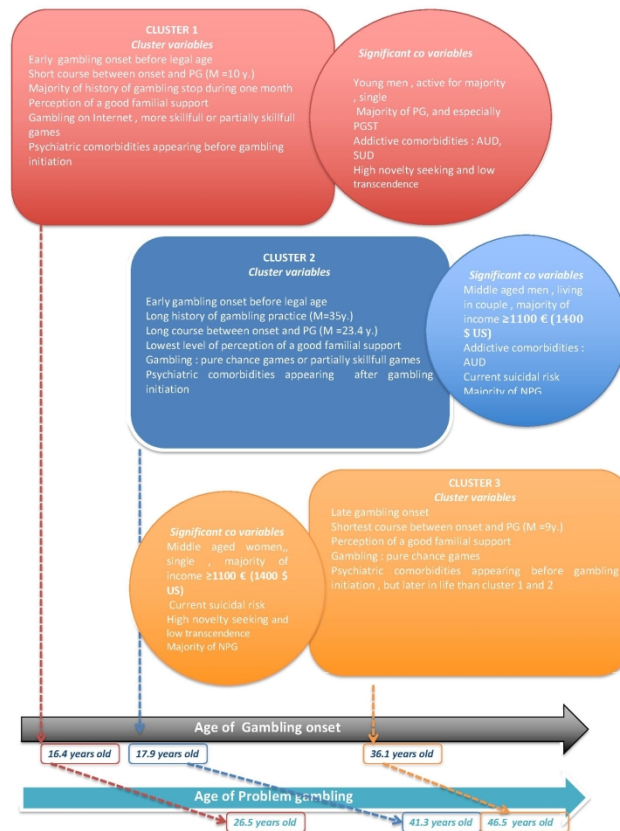 CLUSTER 1
Cluster variables
Early gambling onset before legal age
Short course between onset and PG (M =10 y.)
Majority of history of gambling stop during one month
Perception of a good familial support
Gambling on Internet , more skillfull or partially skillfull
games
Psychiatric comorbidities appearing before gambling
initiation
Significant co variables
Young men , active for majority
, single
Majority of PG, and especially
PGST
Addictive comorbidities : AUD,
SUD
High novelty seeking and low
transcendence
CLUSTER 2
Cluster variables
Early gambling onset before legal age
Long history of gambling practice (M=35y.)
Long course between onset and PG (M =23.4 y.)
Lowest level of perception of a good familial support
Gambling : pure chance games or partially skillfull games
Psychiatric comorbidities appearing after gambling
initiation
Significant co variables
Middle aged men , living
in couple , majority of
income ≥1100 € (1400
$ US)
Addictive comorbidities :
AUD
Current suicidal risk
Majority of NPG
CLUSTER 3
Cluster variables
Late gambling onset
Shortest course between onset and PG (M =9y.)
Perception of a good familial support
Gambling : pure chance games
Psychiatric comorbidities appearing before gambling
initiation , but later in life than cluster 1 and 2
Significant co variables
Middle aged women,,
single , majority of
income ≥1100 € (1400 $
US)
Current suicidal risk
High novelty seeking and
low transcendence
Majority of NPG
Age of Gambling onset
16.4 years old
17.9 years old
36.1 years old
Age of Problem gambling
26.5 years old
41.3 years old
46.5 years old